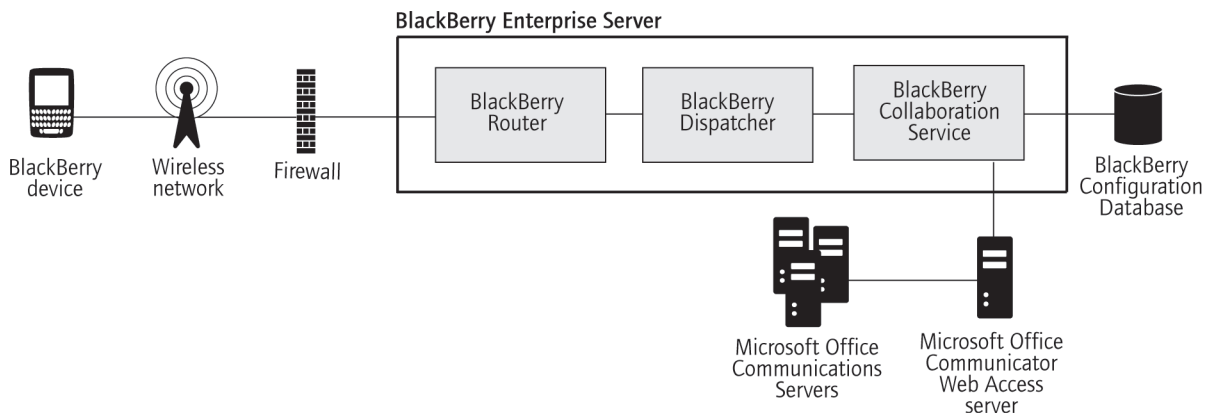 BlackBerry Enterprise Server
BlackBerry
Router
BlackBerry
Dispatcher
BlackBerry
Collaboration
Service
BlackBerry
device
Wireless
network
Firewall
BlackBerry
Configuration
Database
Microsoft Office
Communications
Servers
Microsoft Office
Communicator
Web Access
server